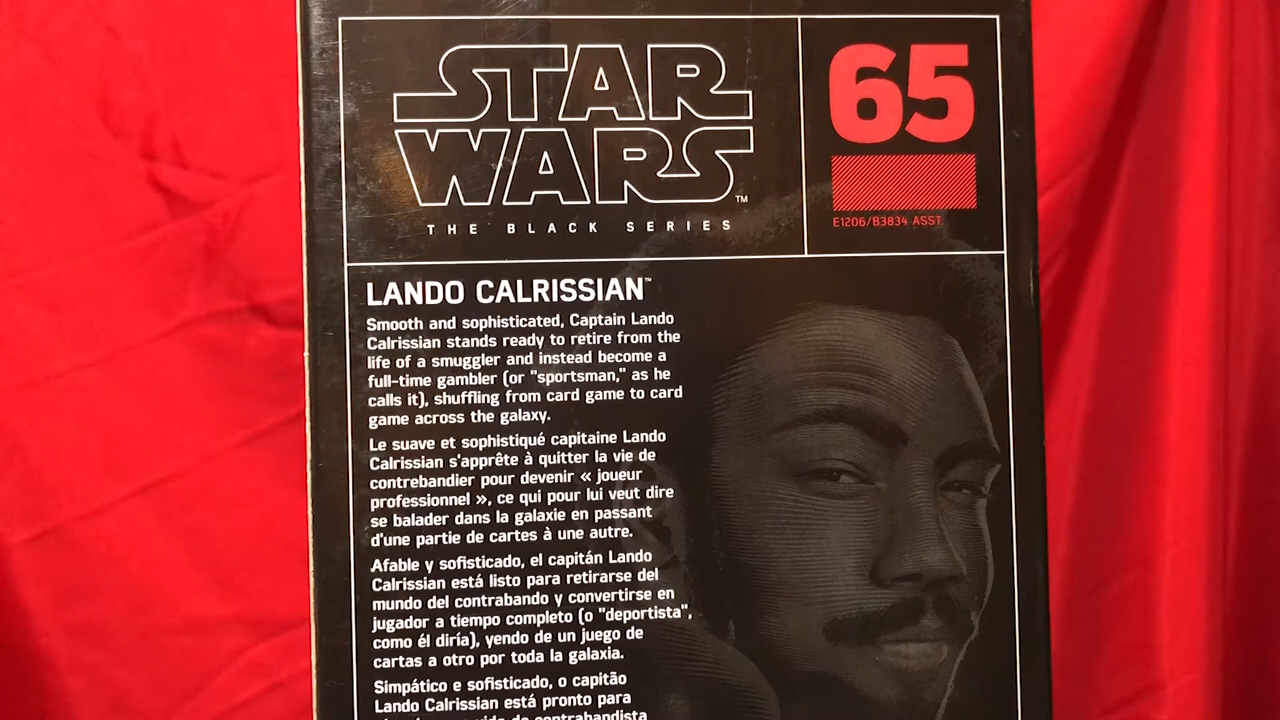 STAR
WARS
™
THE BLACK SERIES
65
E1206/B3834 ASST.
LANDO CALRISSIAN™
Smooth and sophisticated, Captain Lando
Calrissian stands ready to retire from the
life of a smuggler and instead become a
full-time gambler (or "sportsman," as he
calls it), shuffling from card game to card
game across the galaxy.
Le suave et sophistiqué capitaine Lando
Calrissian s'apprête à quitter la vie de
contrebandier pour devenir « joueur
professionnel », ce qui pour lui veut dire
se balader dans la galaxie en passant
d'une partie de cartes à une autre.
Afable y sofisticado, el capitán Lando
Calrissian está listo para retirarse del
mundo del contrabando y convertirse en
jugador a tiempo completo (o "deportista",
como él diría), yendo de un juego de
cartas a otro por toda la galaxia.
Simpático e sofisticado, o capitão
Lando Calrissian está pronto para
vida de contrabandista